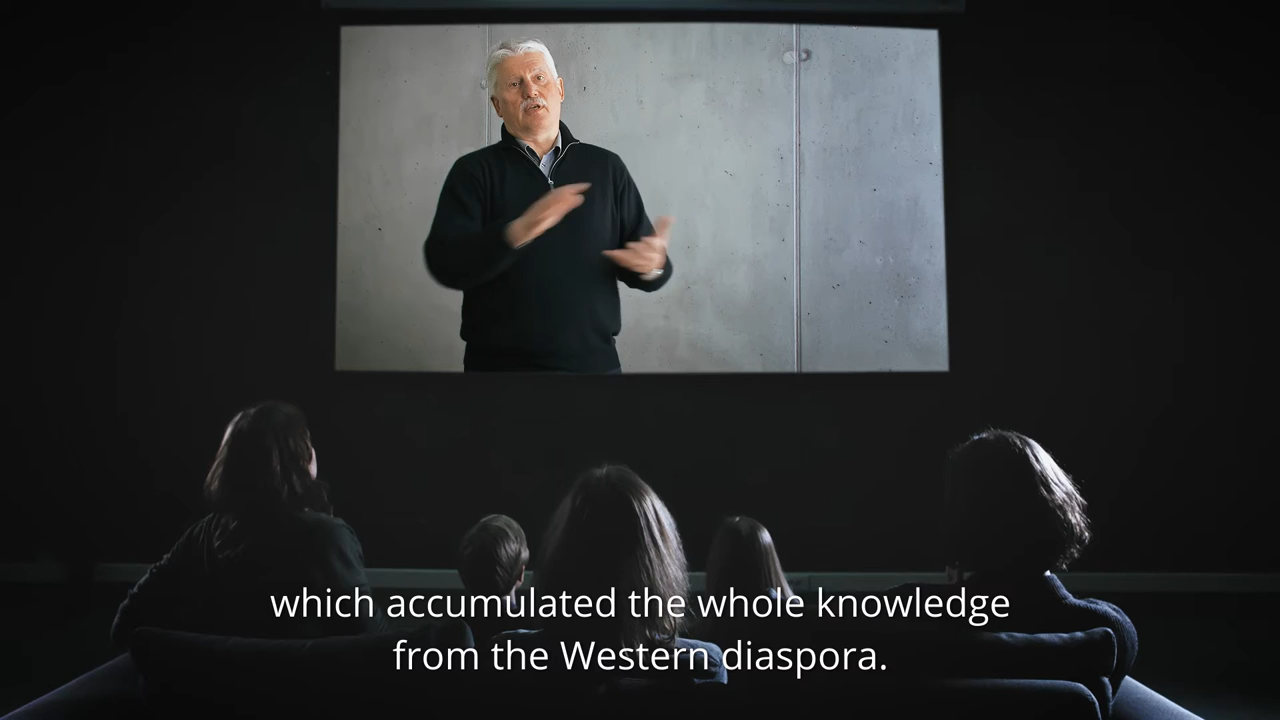 which accumulated the whole knowledge
from the Western diaspora.